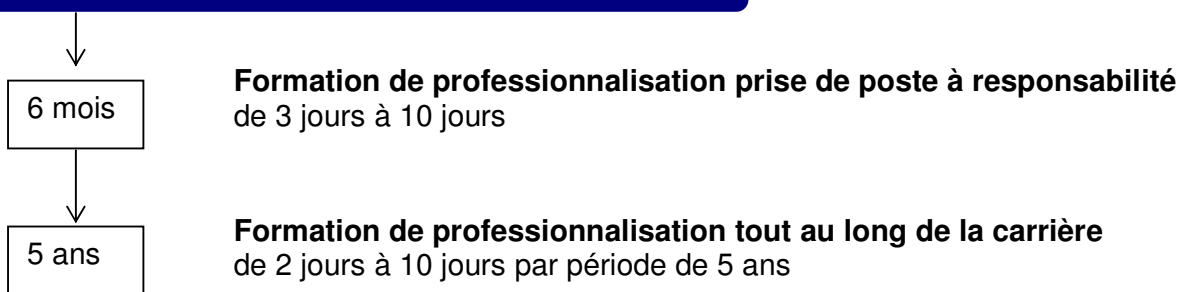 6 mois
Formation de professionnalisation prise de poste à responsabilité
de 3 jours à 10 jours
5 ans
Formation de professionnalisation tout au long de la carrière
de 2 jours à 10 jours par période de 5 ans